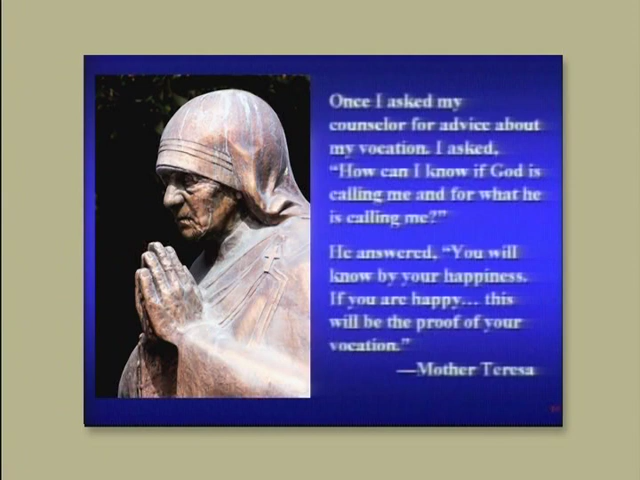 Once I asked my
counselor for advice about
my vocation. I asked,
“How can I know if God is
calling me and for what he
is calling me?”
He answered, “You will
know by your happiness.
If you are happy… this
will be the proof of your
vocation.”
—Mother Teresa